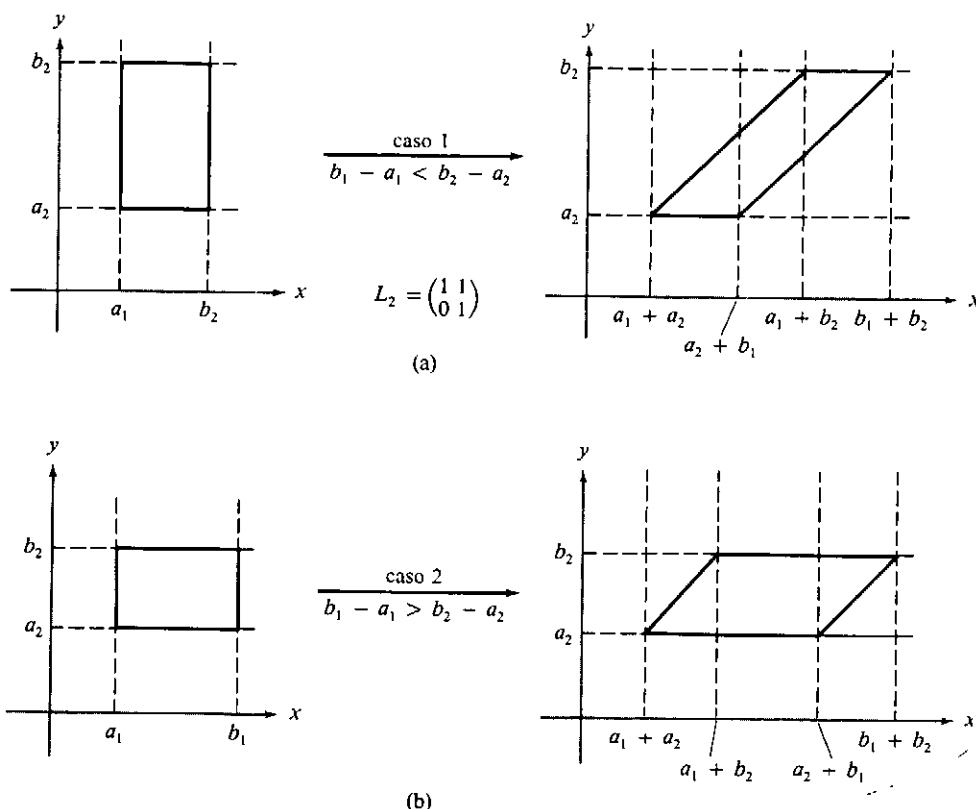 y
y
b₂
b₂
caso 1
b₁ − a₁ < b₂ − a₂
a₂
a₂
L₂ = (1 1
0 1)
x
x
a₁
b₂
a₁ + a₂
a₁ + b₂
b₁ + b₂
a₂ + b₁
(a)
y
y
b₂
b₂
caso 2
b₁ − a₁ > b₂ − a₂
a₂
a₂
x
x
a₁
b₁
a₁ + a₂
b₁ + b₂
a₁ + b₂
a₂ + b₁
(b)